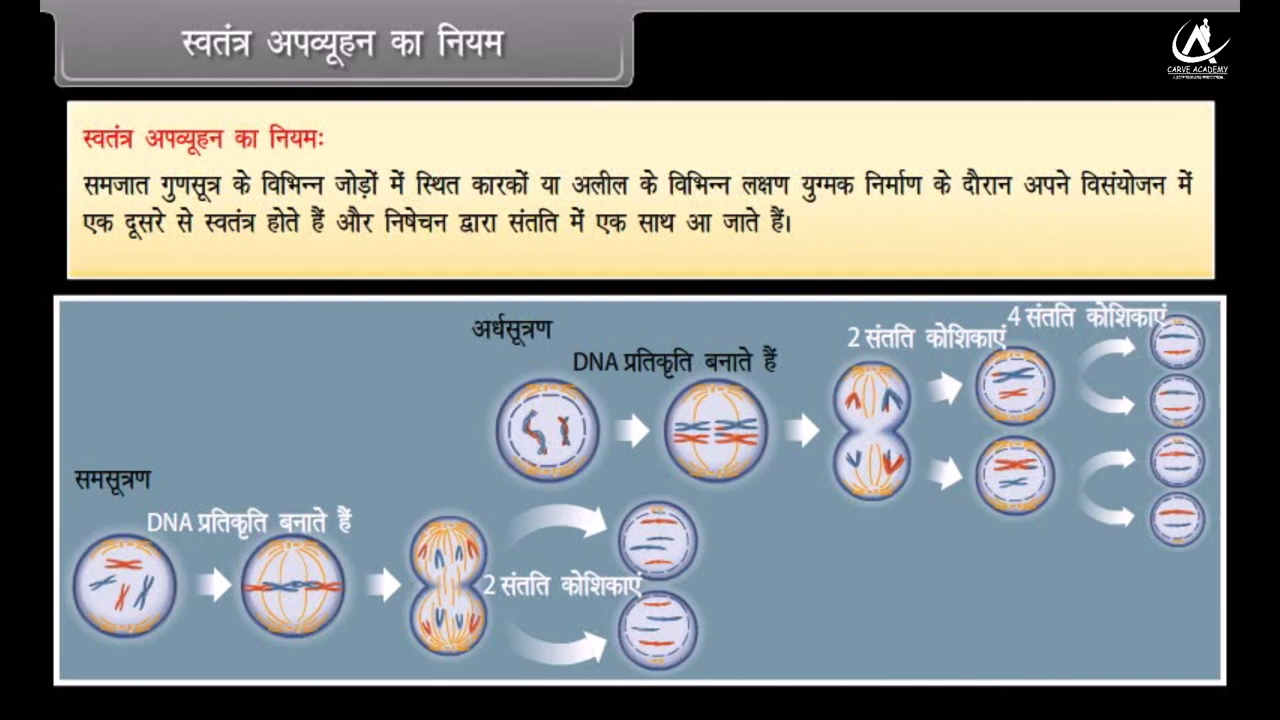 स्वतंत्र अपव्यूहन का नियम
CARVE ACADEMY
स्वतंत्र अपव्यूहन का नियमः
समजात गुणसूत्र के विभिन्न जोड़ों में स्थित कारकों या अलील के विभिन्न लक्षण युग्मक निर्माण के दौरान अपने विसंयोजन में
एक दूसरे से स्वतंत्र होते हैं और निषेचन द्वारा संतति में एक साथ आ जाते हैं।
अर्धसूत्रण
DNA प्रतिकृति बनाते हैं
2 संतति कोशिकाएं
4 संतति कोशिकाएं
समसूत्रण
DNA प्रतिकृति बनाते हैं
2 संतति कोशिकाएं